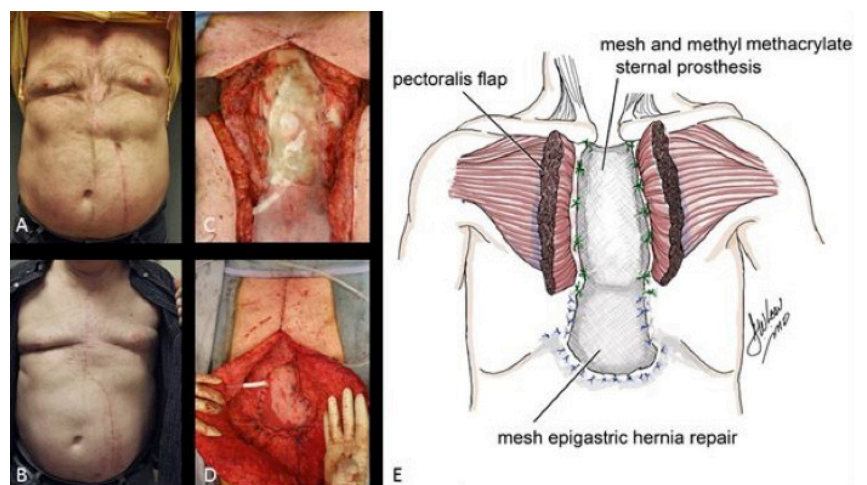 mesh and methyl methacrylate
sternal prosthesis
pectoralis flap
A
C
B
D
mesh epigastric hernia repair
E